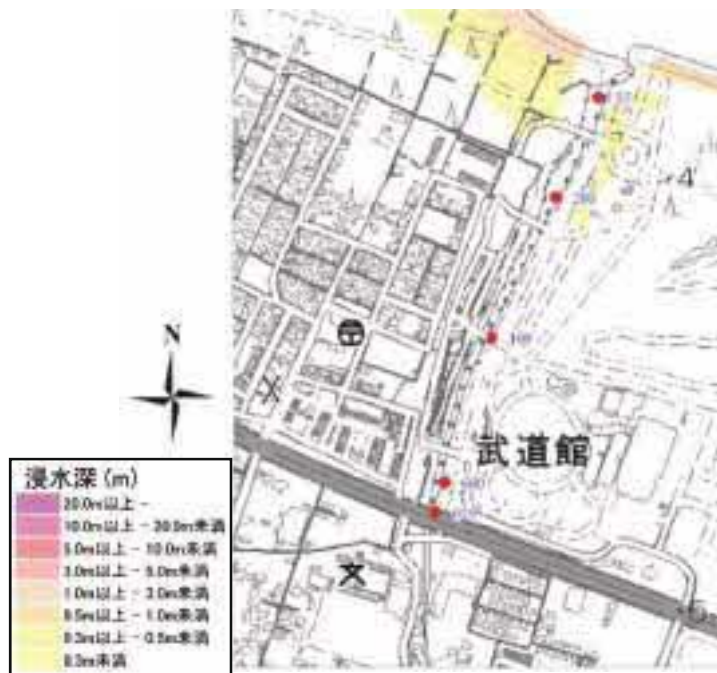 N
武道館
浸水深(m)
20.0m以上 -
10.0m以上 - 20.0m未満
5.0m以上 - 10.0m未満
3.0m以上 - 5.0m未満
1.0m以上 - 3.0m未満
0.5m以上 - 1.0m未満
0.3m以上 - 0.5m未満
0.3m未満